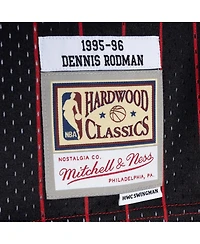 1995-96
DENNIS RODMAN
NBA
HARDWOOD
CLASSICS
NOSTALGIA CO.
Mitchell & Ness
PHILADELPHIA, PA.
HWC SWINGMAN